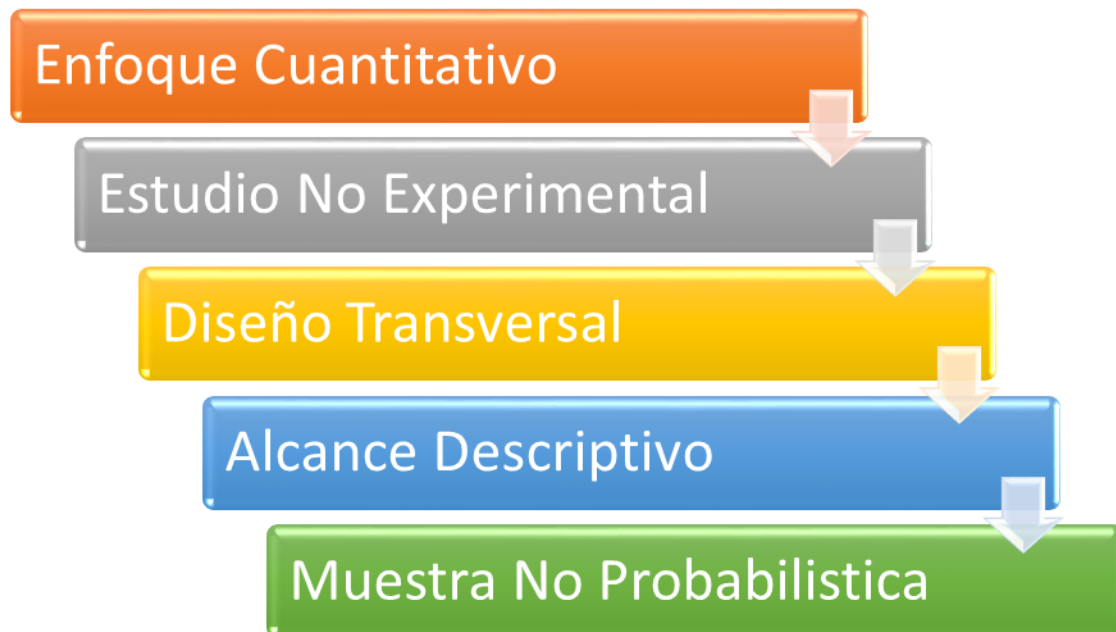 Enfoque Cuantitativo
Estudio No Experimental
Diseño Transversal
Alcance Descriptivo
Muestra No Probabilistica